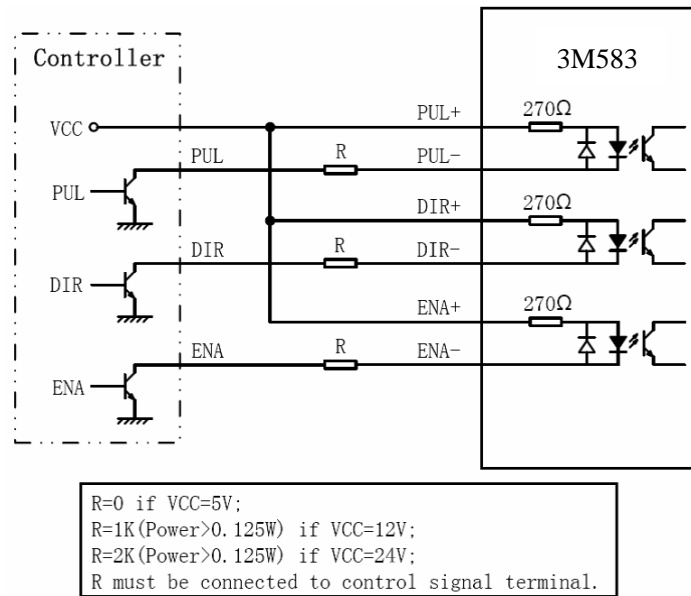 Controller
3M583
VCC
PUL+
270Ω
PUL
R
PUL-
PUL
DIR+
270Ω
DIR
R
DIR-
DIR
ENA+
270Ω
ENA
R
ENA-
ENA
R=0 if VCC=5V;
R=1K(Power>0.125W) if VCC=12V;
R=2K(Power>0.125W) if VCC=24V;
R must be connected to control signal terminal.